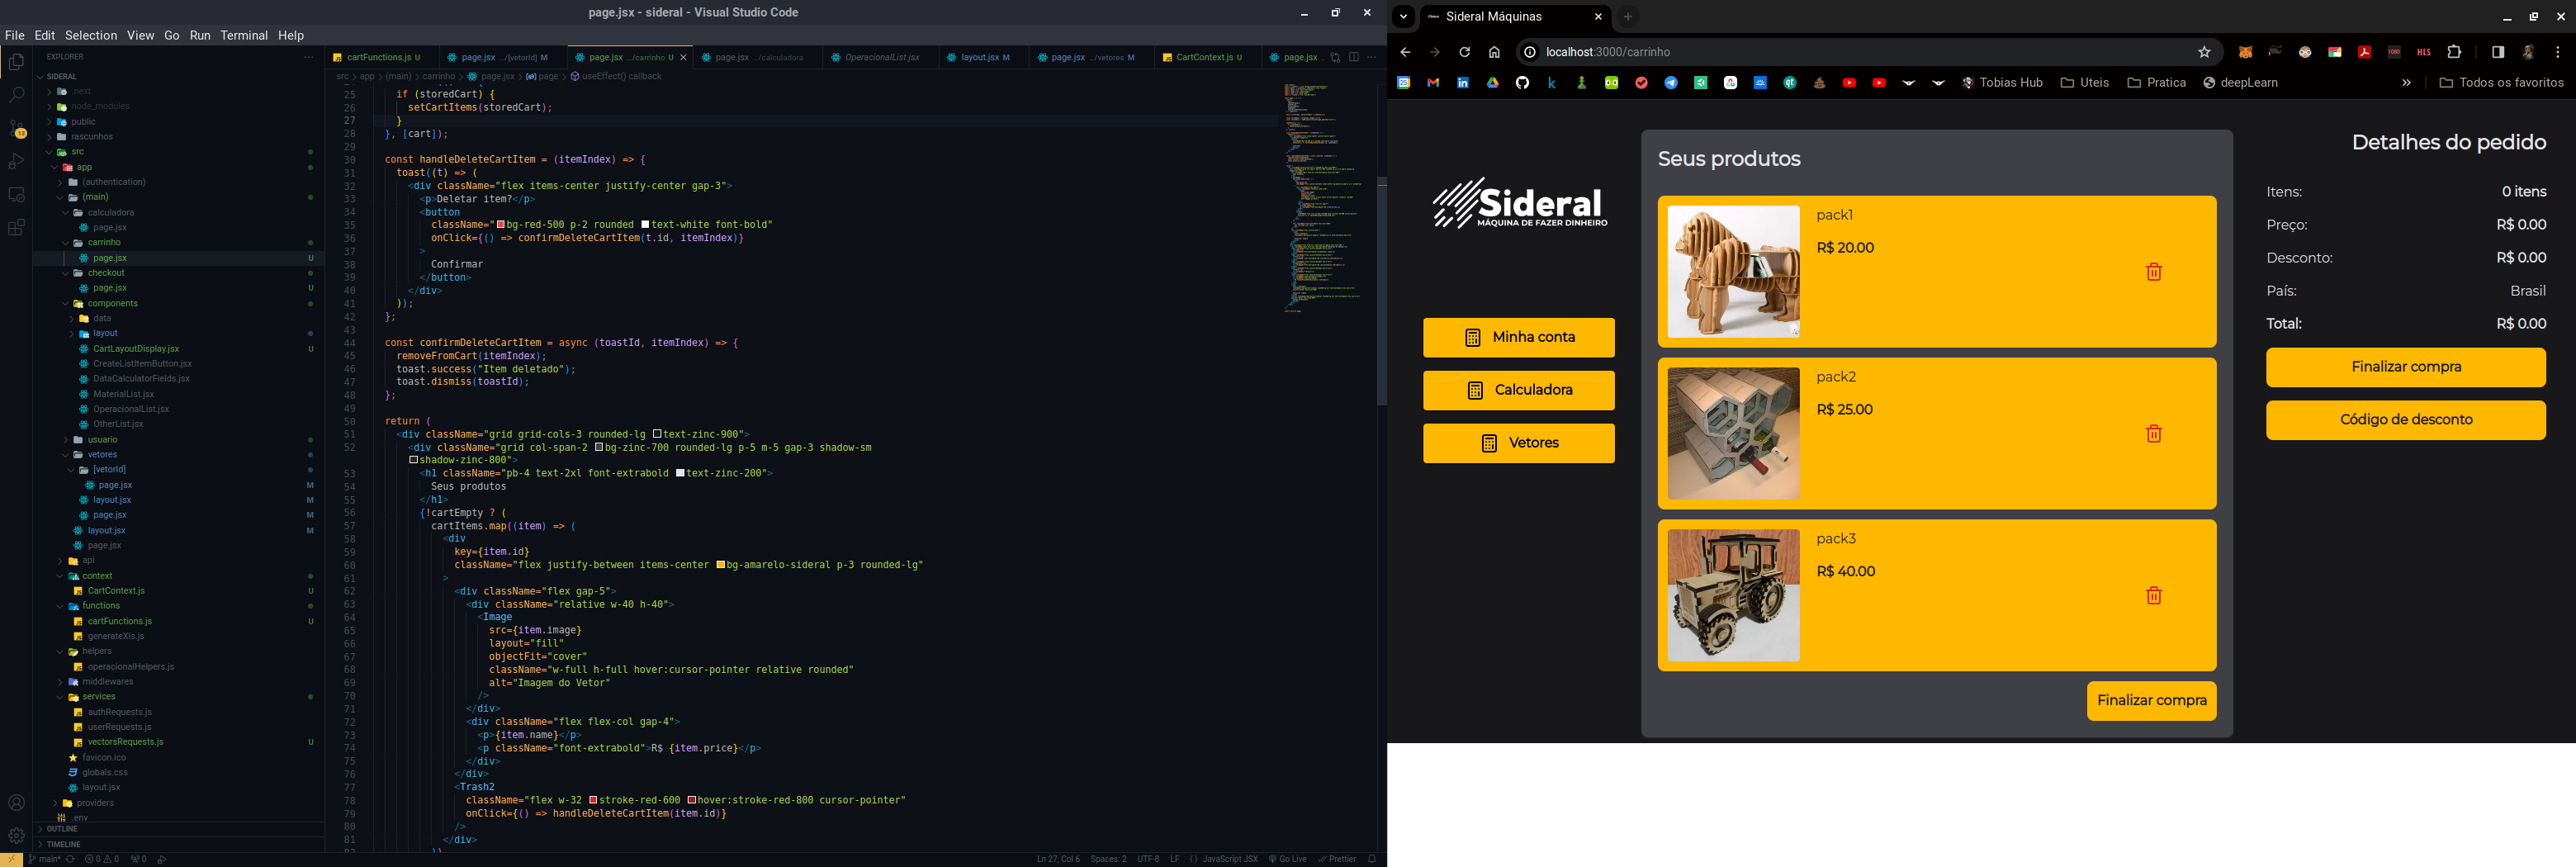 page.jsx - sideral - Visual Studio Code
File Edit Selection View Go Run Terminal Help
EXPLORER
SIDERAL
.next
node_modules
public
rascunhos
src
app
(authentication)
(main)
calculadora
page.jsx
carrinho
page.jsx U
checkout
page.jsx U
components
data
layout
CartLayoutDisplay.jsx U
CreateListItemButton.jsx
DataCalculatorFields.jsx
MaterialList.jsx
OperacionalList.jsx
OtherList.jsx
usuario
vetores
[vetorId]
page.jsx M
layout.jsx M
page.jsx M
layout.jsx M
page.jsx
api
context
CartContext.js U
functions
cartFunctions.js U
generateXls.js
helpers
operacionalHelpers.js
middlewares
services
authRequests.js
userRequests.js
vectorsRequests.js U
favicon.ico
globals.css
layout.jsx
providers
.env
OUTLINE
TIMELINE
cartFunctions.js U page.jsx .../[vetorId] M page.jsx .../carrinho U page.jsx .../calculadora OperacionalList.jsx layout.jsx M page.jsx .../vetores M CartContext.js U page.jsx
src > app > (main) > carrinho > page.jsx > page > useEffect() callback
25 if (storedCart) {
26 setCartItems(storedCart);
27 }
28 }, [cart]);
29
30 const handleDeleteCartItem = (itemIndex) => {
31 toast((t) => (
32 <div className="flex items-center justify-center gap-3">
33 <p>Deletar item?</p>
34 <button
35 className="bg-red-500 p-2 rounded text-white font-bold"
36 onClick={() => confirmDeleteCartItem(t.id, itemIndex)}
37 >
38 Confirmar
39 </button>
40 </div>
41 ));
42 };
43
44 const confirmDeleteCartItem = async (toastId, itemIndex) => {
45 removeFromCart(itemIndex);
46 toast.success("Item deletado");
47 toast.dismiss(toastId);
48 };
49
50 return (
51 <div className="grid grid-cols-3 rounded-lg text-zinc-900">
52 <div className="grid col-span-2 bg-zinc-700 rounded-lg p-5 m-5 gap-3 shadow-sm
shadow-zinc-800">
53 <h1 className="pb-4 text-2xl font-extrabold text-zinc-200">
54 Seus produtos
55 </h1>
56 {!cartEmpty ? (
57 cartItems.map((item) => (
58 <div
59 key={item.id}
60 className="flex justify-between items-center bg-amarelo-sideral p-3 rounded-lg"
61 >
62 <div className="flex gap-5">
63 <div className="relative w-40 h-40">
64 <Image
65 src={item.image}
66 layout="fill"
67 objectFit="cover"
68 className="w-full h-full hover:cursor-pointer relative rounded"
69 alt="Imagem do Vetor"
70 />
71 </div>
72 <div className="flex flex-col gap-4">
73 <p>{item.name}</p>
74 <p className="font-extrabold">R$ {item.price}</p>
75 </div>
76 </div>
77 <Trash2
78 className="flex w-32 stroke-red-600 hover:stroke-red-800 cursor-pointer"
79 onClick={() => handleDeleteCartItem(item.id)}
80 />
81 </div>
main* 0 0 0 Ln 27, Col 6 Spaces: 2 UTF-8 LF JavaScript JSX Go Live Prettier
Sideral Máquinas
localhost:3000/carrinho
Tobias Hub Uteis Pratica deepLearn » Todos os favoritos
Sideral
MÁQUINA DE FAZER DINHEIRO
Minha conta
Calculadora
Vetores
Seus produtos
pack1
R$ 20.00
pack2
R$ 25.00
pack3
R$ 40.00
Finalizar compra
Detalhes do pedido
Itens: 0 itens
Preço: R$ 0.00
Desconto: R$ 0.00
País: Brasil
Total: R$ 0.00
Finalizar compra
Código de desconto